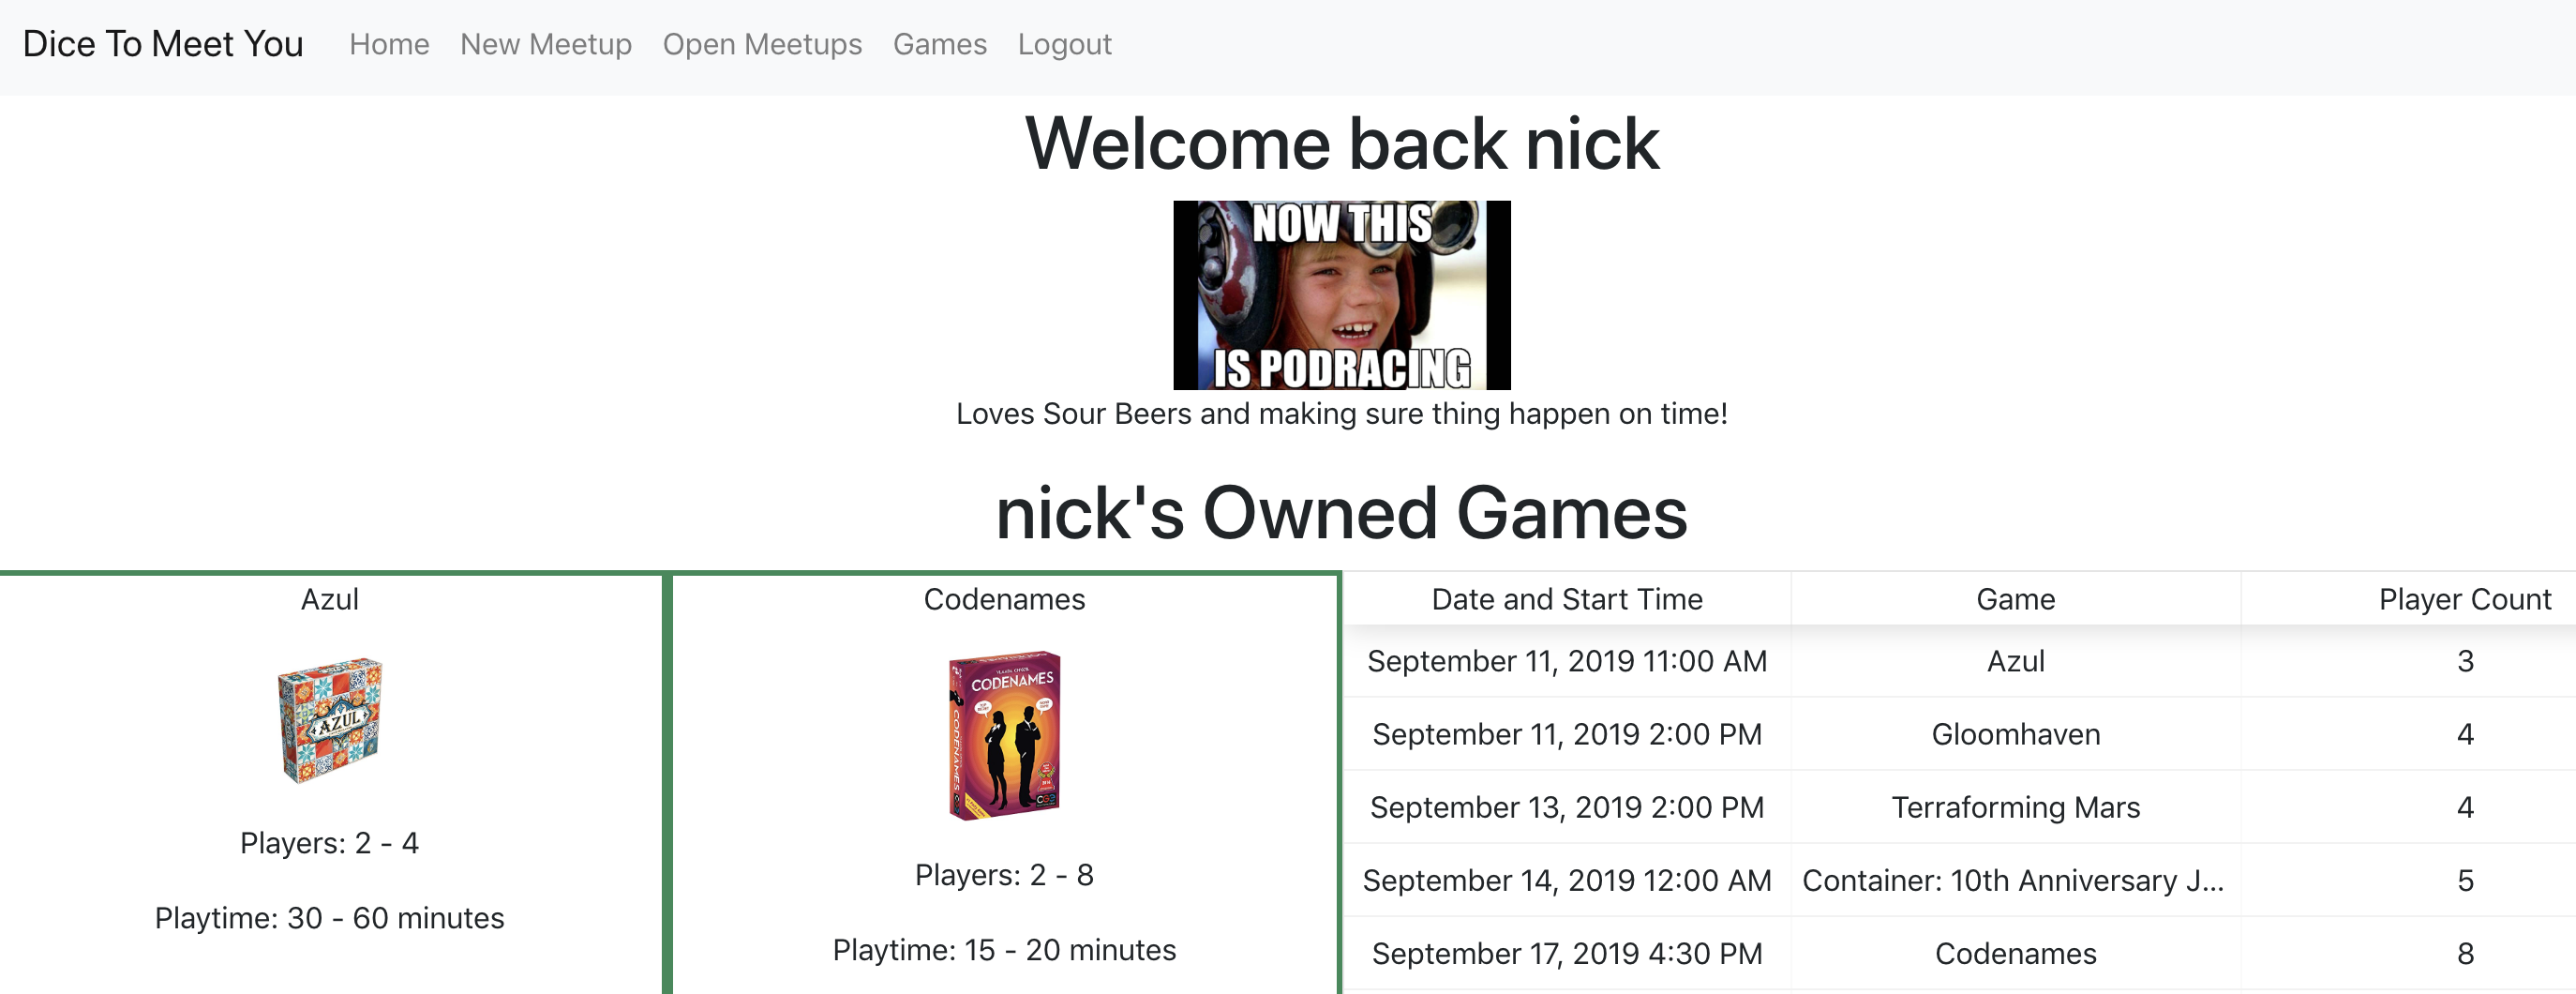 Dice To Meet You Home New Meetup Open Meetups Games Logout
Welcome back nick
NOW THIS
IS PODRACING
Loves Sour Beers and making sure thing happen on time!
nick's Owned Games
Azul
AZUL
Players: 2 - 4
Playtime: 30 - 60 minutes
Codenames
CODENAMES
CODENAMES
CGE
Players: 2 - 8
Playtime: 15 - 20 minutes
Date and Start Time Game Player Count
September 11, 2019 11:00 AM Azul 3
September 11, 2019 2:00 PM Gloomhaven 4
September 13, 2019 2:00 PM Terraforming Mars 4
September 14, 2019 12:00 AM Container: 10th Anniversary J... 5
September 17, 2019 4:30 PM Codenames 8